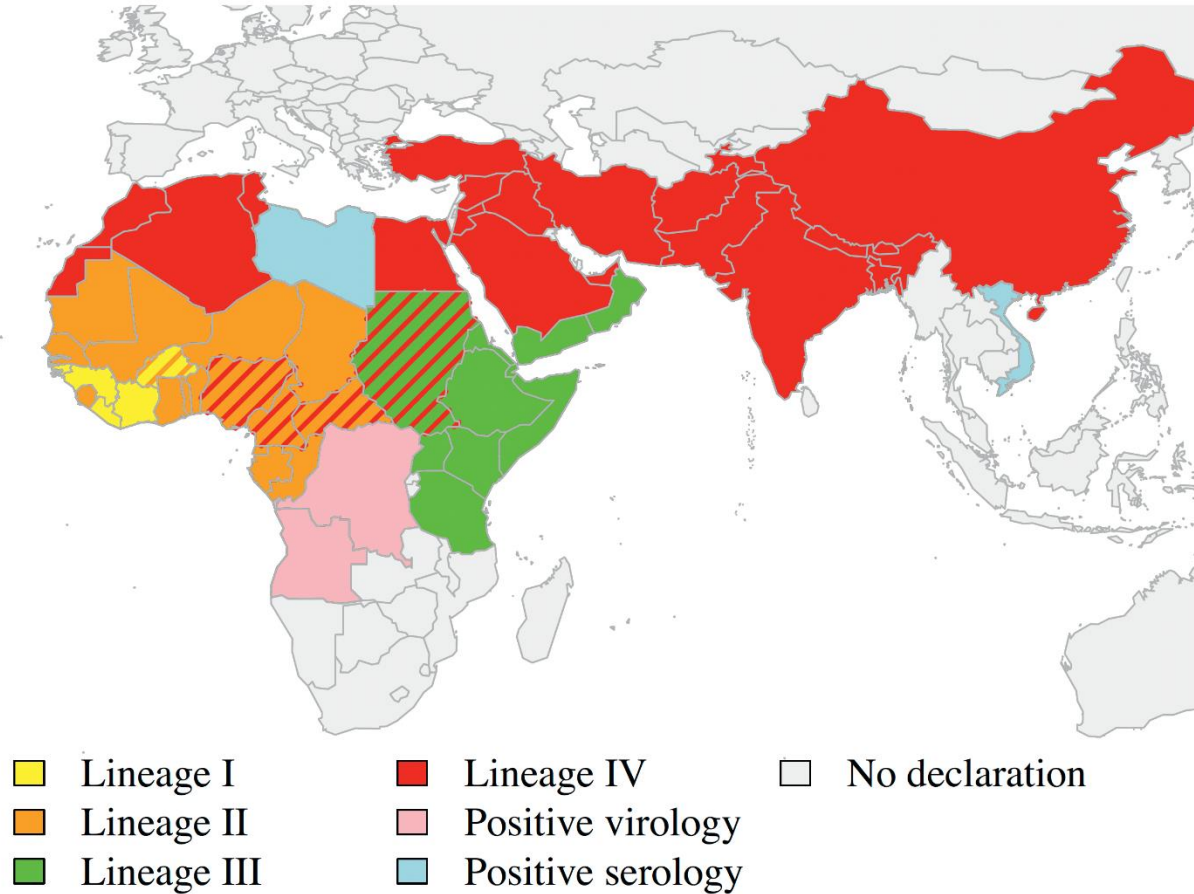 Lineage I
Lineage II
Lineage III
Lineage IV
Positive virology
Positive serology
No declaration